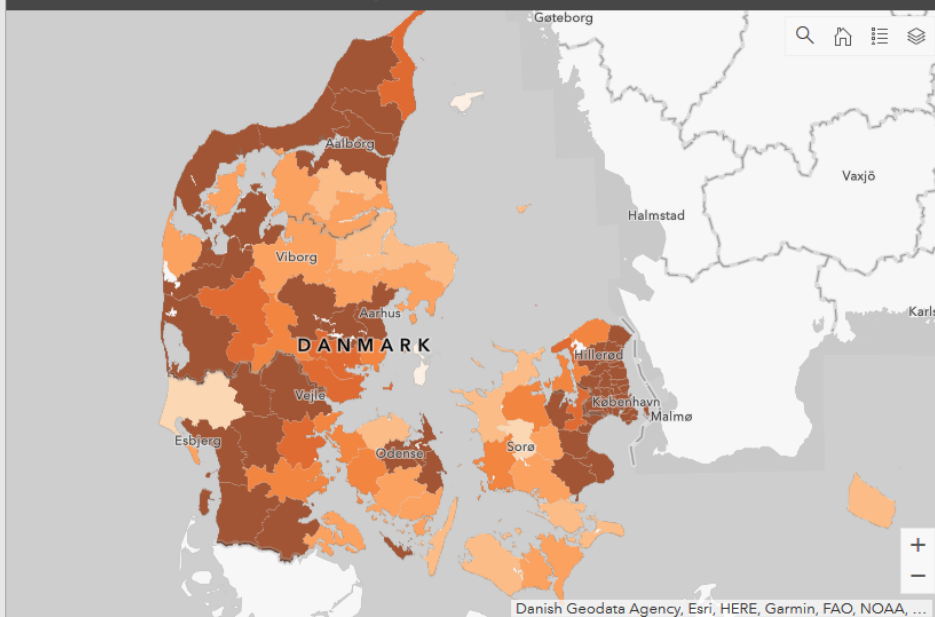 Göteborg
Aalborg
Vaxjö
Halmstad
Viborg
Aarhus
Karls
DANMARK
Hillerød
Vejle
København
Malmø
Esbjerg
Odense
Sorø
+
−
Danish Geodata Agency, Esri, HERE, Garmin, FAO, NOAA, ...